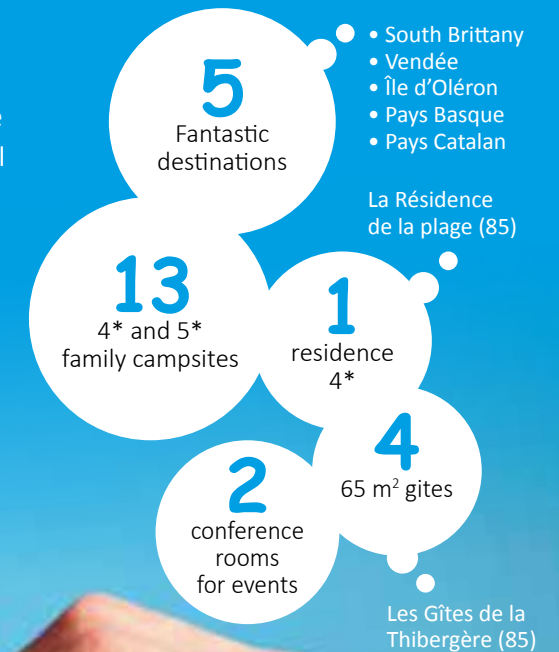 5
Fantastic
destinations
• South Brittany
• Vendée
• Île d'Oléron
• Pays Basque
• Pays Catalan
13
4* and 5*
family campsites
La Résidence
de la plage (85)
1
residence
4*
4
65 m² gites
2
conference
rooms
for events
Les Gîtes de la
Thibergère (85)